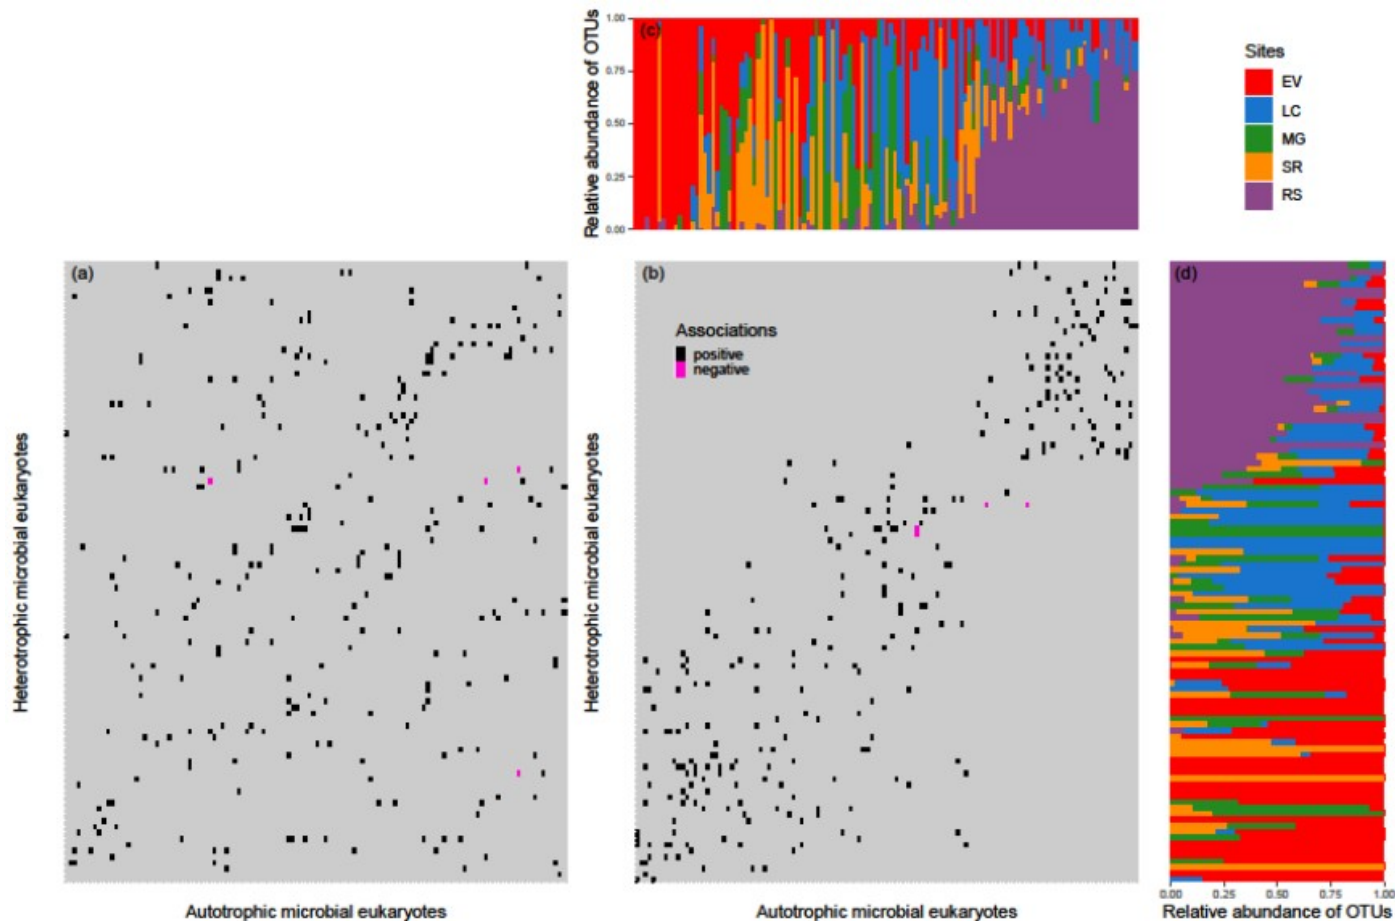 (c)
Relative abundance of OTUs
1.00
0.75
0.50
0.25
0.00
Sites
EV
LC
MG
SR
RS
(a)
Heterotrophic microbial eukaryotes
Autotrophic microbial eukaryotes
(b)
Associations
positive
negative
Heterotrophic microbial eukaryotes
Autotrophic microbial eukaryotes
(d)
0.00 0.25 0.50 0.75 1.00
Relative abundance of OTUs